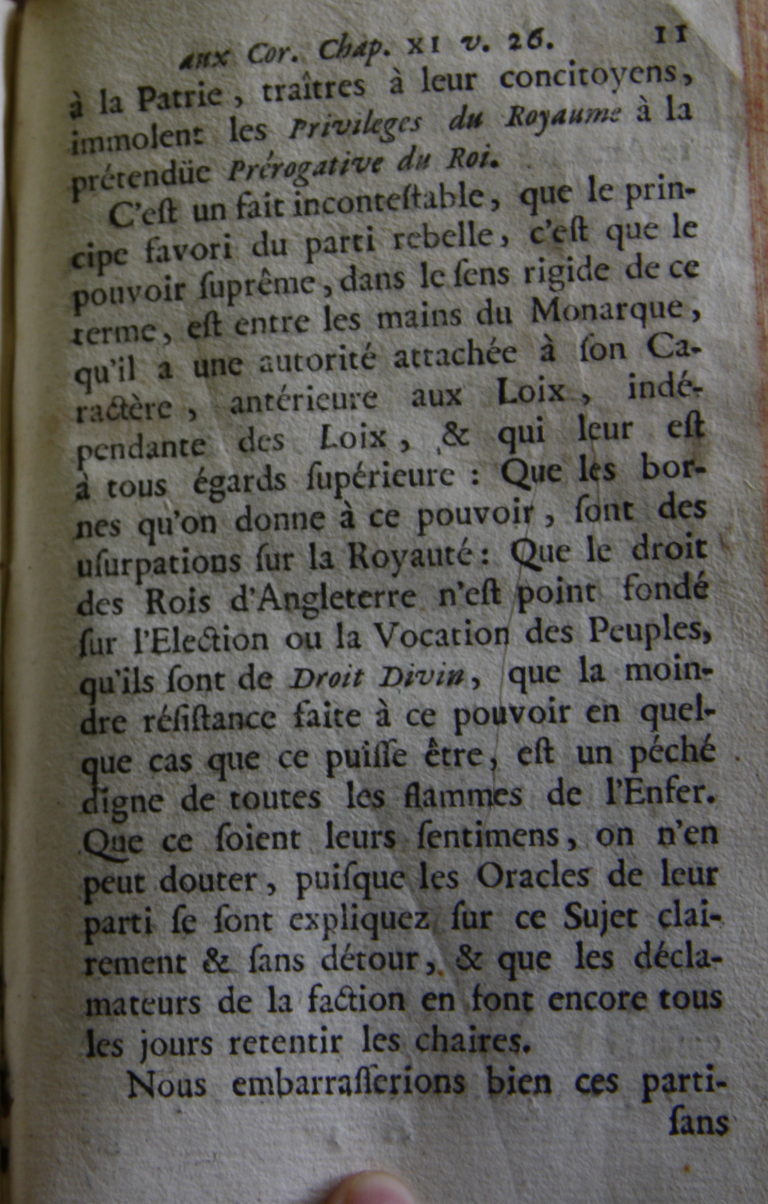 aux Cor. Chap. XI v. 26. 11
à la Patrie, traîtres à leur concitoyens,
immolent les Privileges du Royaume à la
prétendüe Prérogative du Roi.
C'eſt un fait inconteſtable, que le prin-
cipe favori du parti rebelle, c'eſt que le
pouvoir ſuprême, dans le ſens rigide de ce
terme, eſt entre les mains du Monarque,
qu'il a une autorité attachée à ſon Ca-
ractère, antérieure aux Loix, indé-
pendante des Loix, & qui leur eſt
à tous égards ſupérieure : Que les bor-
nes qu'on donne à ce pouvoir, ſont des
uſurpations ſur la Royauté : Que le droit
des Rois d'Angleterre n'eſt point fondé
ſur l'Election ou la Vocation des Peuples,
qu'ils ſont de Droit Divin, que la moin-
dre réſiſtance faite à ce pouvoir en quel-
que cas que ce puiſſe être, eſt un péché
digne de toutes les flammes de l'Enfer.
Que ce ſoient leurs ſentimens, on n'en
peut douter, puiſque les Oracles de leur
parti ſe ſont expliquez ſur ce Sujet clai-
rement & ſans détour, & que les décla-
mateurs de la faction en font encore tous
les jours retentir les chaires.
Nous embarraſſerions bien ces parti-
ſans